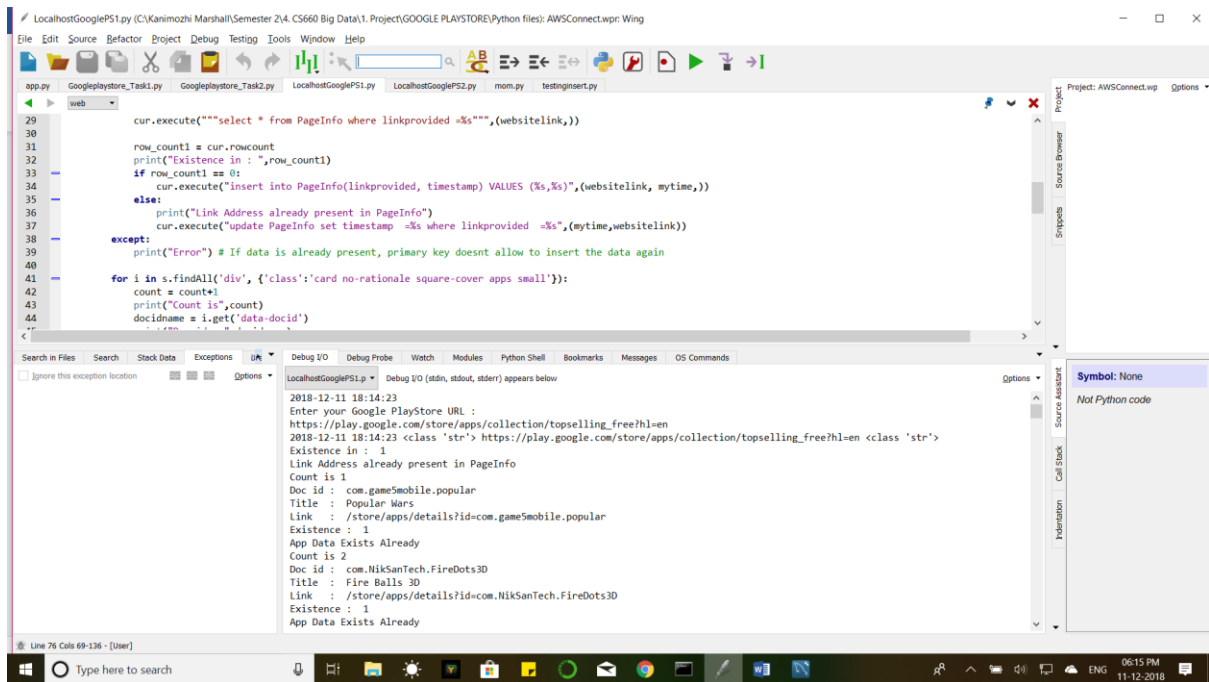 LocalhostGooglePS1.py (C:\Kanimozhi Marshall\Semester 2\4. CS660 Big Data\1. Project\GOOGLE PLAYSTORE\Python files): AWSConnect.wpr: Wing
File Edit Source Refactor Project Debug Testing Tools Window Help
app.py Googleplaystore_Task1.py Googleplaystore_Task2.py LocalhostGooglePS1.py LocalhostGooglePS2.py mom.py testinginsert.py
web
29 cur.execute("""select * from PageInfo where linkprovided =%s""",(websitelink,))
30
31 row_count1 = cur.rowcount
32 print("Existence in : ",row_count1)
33 if row_count1 == 0:
34 cur.execute("insert into PageInfo(linkprovided, timestamp) VALUES (%s,%s)",(websitelink, mytime,))
35 else:
36 print("Link Address already present in PageInfo")
37 cur.execute("update PageInfo set timestamp  =%s where linkprovided  =%s",(mytime,websitelink))
38 except:
39 print("Error") # If data is already present, primary key doesnt allow to insert the data again
40
41 for i in s.findAll('div', {'class':'card no-rationale square-cover apps small'}):
42 count = count+1
43 print("Count is",count)
44 docidname = i.get('data-docid')
Project: AWSConnect.wp Options
Project
Source Browser
Snippets
Search in Files Search Stack Data Exceptions
Ignore this exception location Options
Debug I/O Debug Probe Watch Modules Python Shell Bookmarks Messages OS Commands
LocalhostGooglePS1.p Debug I/O (stdin, stdout, stderr) appears below Options
2018-12-11 18:14:23
Enter your Google PlayStore URL :
https://play.google.com/store/apps/collection/topselling_free?hl=en
2018-12-11 18:14:23 <class 'str'> https://play.google.com/store/apps/collection/topselling_free?hl=en <class 'str'>
Existence in :  1
Link Address already present in PageInfo
Count is 1
Doc id :  com.game5mobile.popular
Title  :  Popular Wars
Link   :  /store/apps/details?id=com.game5mobile.popular
Existence :  1
App Data Exists Already
Count is 2
Doc id :  com.NikSanTech.FireDots3D
Title  :  Fire Balls 3D
Link   :  /store/apps/details?id=com.NikSanTech.FireDots3D
Existence :  1
App Data Exists Already
Source Assistant
Call Stack
Indentation
Symbol: None
Not Python code
Line 76 Cols 69-136 - [User]
Type here to search
ENG
06:15 PM
11-12-2018